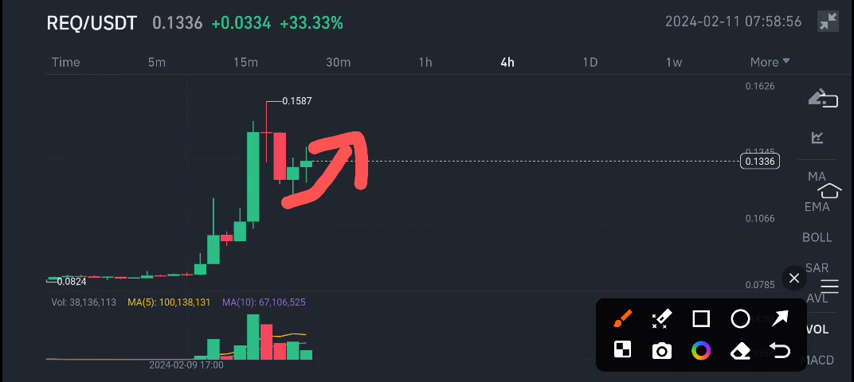 REQ/USDT 0.1336 +0.0334 +33.33% 2024-02-11 07:58:56
Time 5m 15m 30m 1h 4h 1D 1w More
0.1626
0.1587
0.1345
0.1336
MA
EMA
0.1066
BOLL
SAR
0.0824
0.0785
AVL
Vol: 38,136,113 MA(5): 100,138,131 MA(10): 67,106,525
VOL
MACD
2024-02-09 17:00